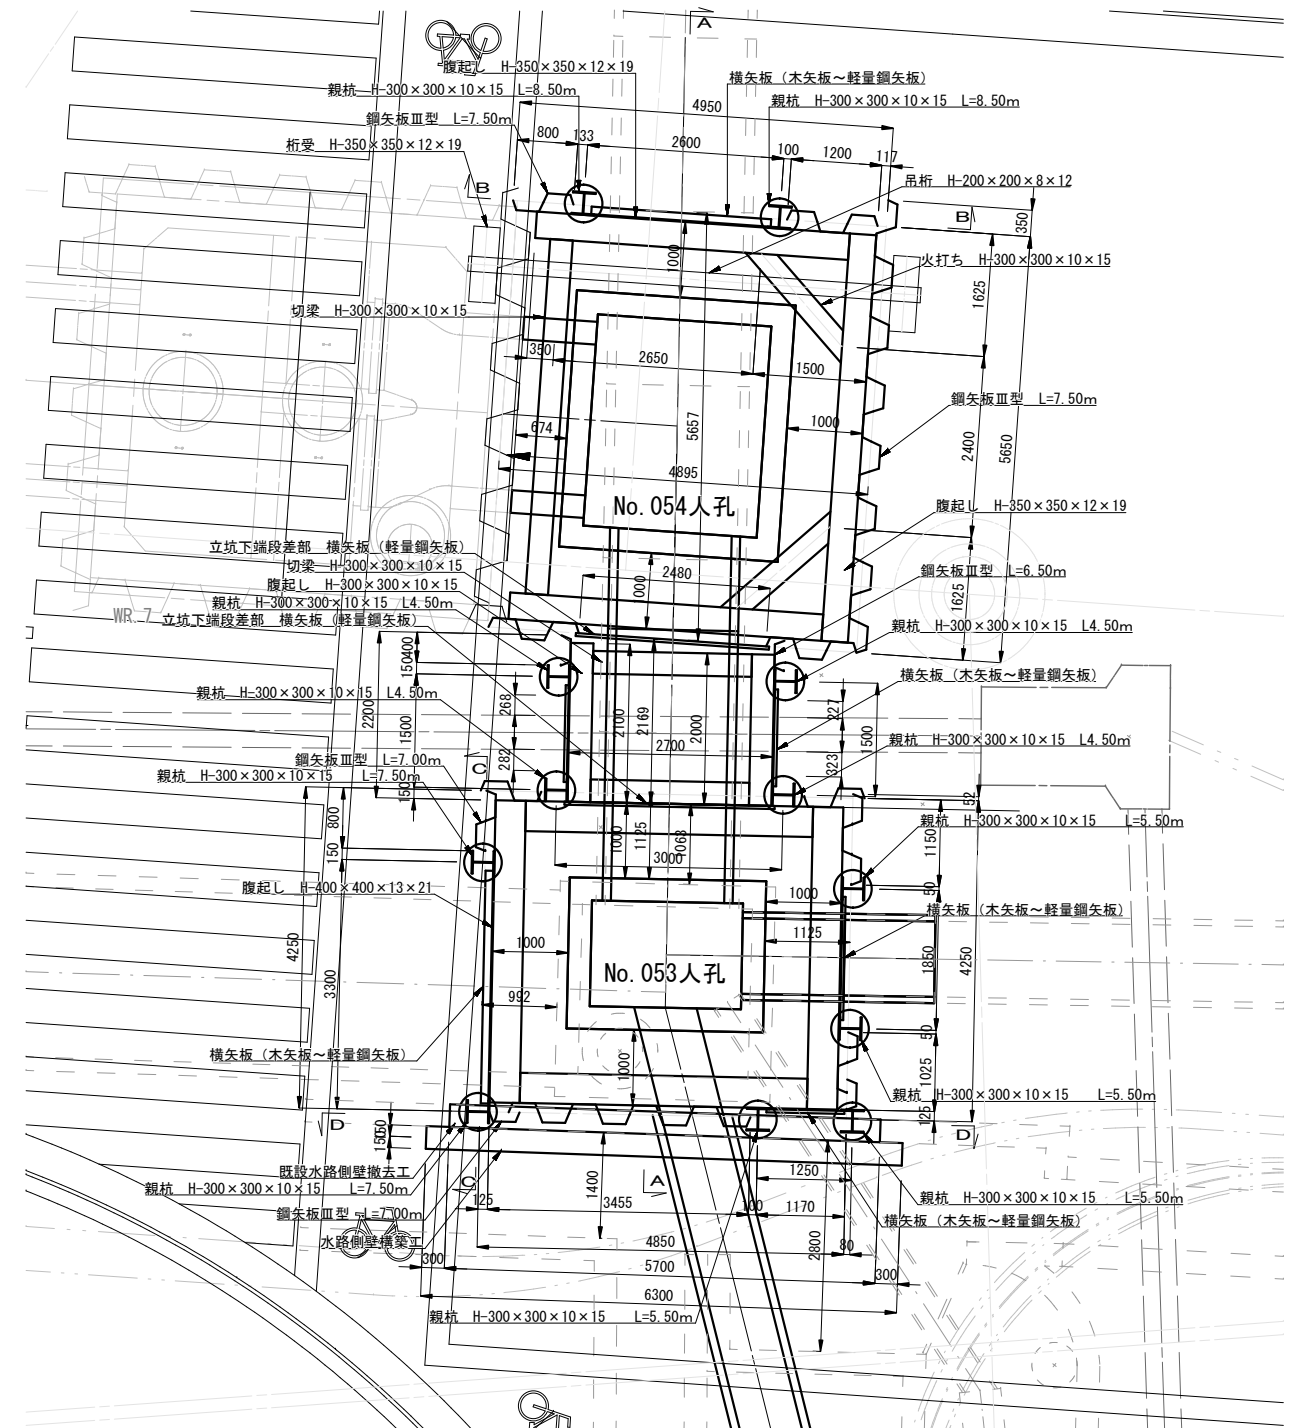 A
腹起し H-350×350×12×19
横矢板（木矢板～軽量鋼矢板）
親杭 H-300×300×10×15 L=8.50m
親杭 H-300×300×10×15 L=8.50m
4950
鋼矢板Ⅲ型 L=7.50m
800
133
2600
100
1200
117
桁受 H-350×350×12×19
吊桁 H-200×200×8×12
B
B
350
1000
火打ち H-300×300×10×15
1625
切梁 H-300×300×10×15
350
2650
1500
鋼矢板Ⅲ型 L=7.50m
674
5657
1000
2400
5650
4895
No.054人孔
腹起し H-350×350×12×19
立坑下端段差部 横矢板（軽量鋼矢板）
切梁 H-300×300×10×15
2480
鋼矢板Ⅲ型 L=6.50m
腹起し H-300×300×10×15
1625
親杭 H-300×300×10×15 L4.50m
WR-7
立坑下端段差部 横矢板（軽量鋼矢板）
親杭 H-300×300×10×15 L4.50m
400
150
横矢板（木矢板～軽量鋼矢板）
親杭 H-300×300×10×15 L4.50m
268
2200
1500
2100
2169
2000
227
1500
2700
親杭 H-300×300×10×15 L4.50m
282
323
鋼矢板Ⅲ型 L=7.00m
C
親杭 H-300×300×10×15 L=7.50m
150
52
800
1000
1125
1063
親杭 H-300×300×10×15 L=5.50m
1150
150
3000
腹起し H-400×400×13×21
1000
50
横矢板（木矢板～軽量鋼矢板）
4250
3300
1000
1125
1850
4250
No.053人孔
992
50
横矢板（木矢板～軽量鋼矢板）
1000
1025
親杭 H-300×300×10×15 L=5.50m
D
125
D
150
既設水路側壁撤去工
親杭 H-300×300×10×15 L=7.50m
C
A
1250
1400
125
3455
100
1170
親杭 H-300×300×10×15 L=5.50m
鋼矢板Ⅲ型 L=7.00m
横矢板（木矢板～軽量鋼矢板）
水路側壁構築工
4850
80
2800
300
5700
300
6300
親杭 H-300×300×10×15 L=5.50m